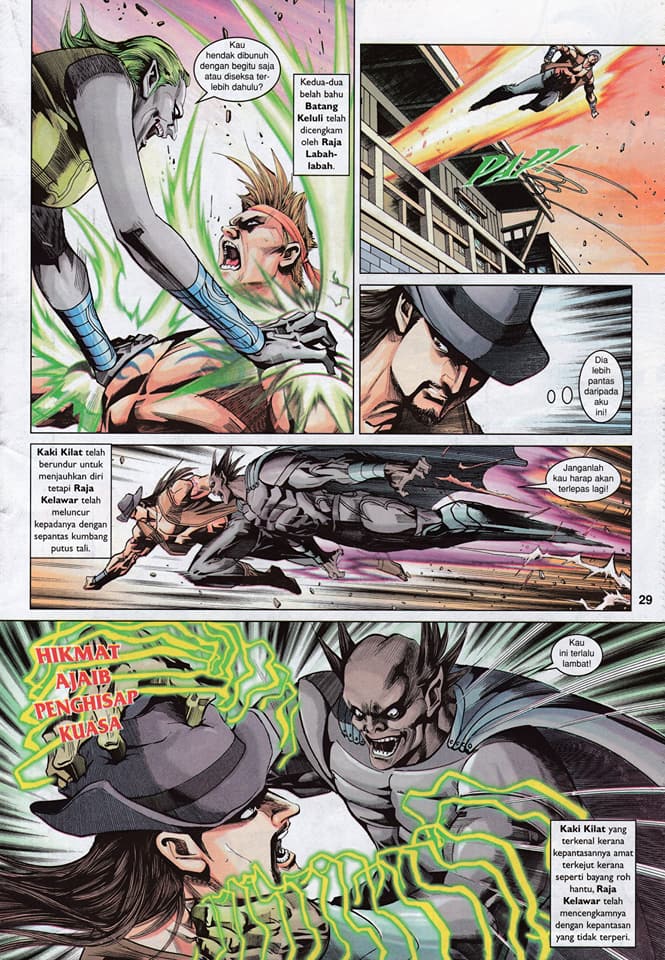 Kau
hendak dibunuh
dengan begitu saja
atau diseksa ter-
lebih dahulu?
Kedua-dua
belah bahu
Batang
Keluli telah
dicengkam
oleh Raja
Labah-
labah.
PAP!
Dia
lebih
pantas
daripada
aku
ini!
Kaki Kilat telah
berundur untuk
menjauhkan diri
tetapi Raja
Kelawar telah
meluncur
kepadanya dengan
sepantas kumbang
putus tali.
Janganlah
kau harap akan
terlepas lagi!
29
HIKMAT
AJAIB
PENGHISAP
KUASA
Kau
ini terlalu
lambat!
Kaki Kilat yang
terkenal kerana
kepantasannya amat
terkejut kerana
seperti bayang roh
hantu, Raja
Kelawar telah
mencengkamnya
dengan kepantasan
yang tidak terperi.